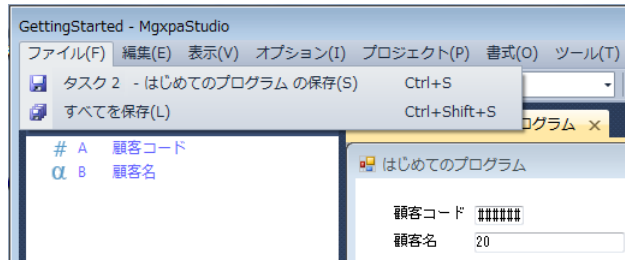 GettingStarted - MgxpaStudio
ファイル(F) 編集(E) 表示(V) オプション(I) プロジェクト(P) 書式(O) ツール(T)
タスク 2 - はじめてのプログラム の保存(S) Ctrl+S
すべてを保存(L) Ctrl+Shift+S
ログラム ×
# A 顧客コード
α B 顧客名
はじめてのプログラム
顧客コード ######
顧客名 20